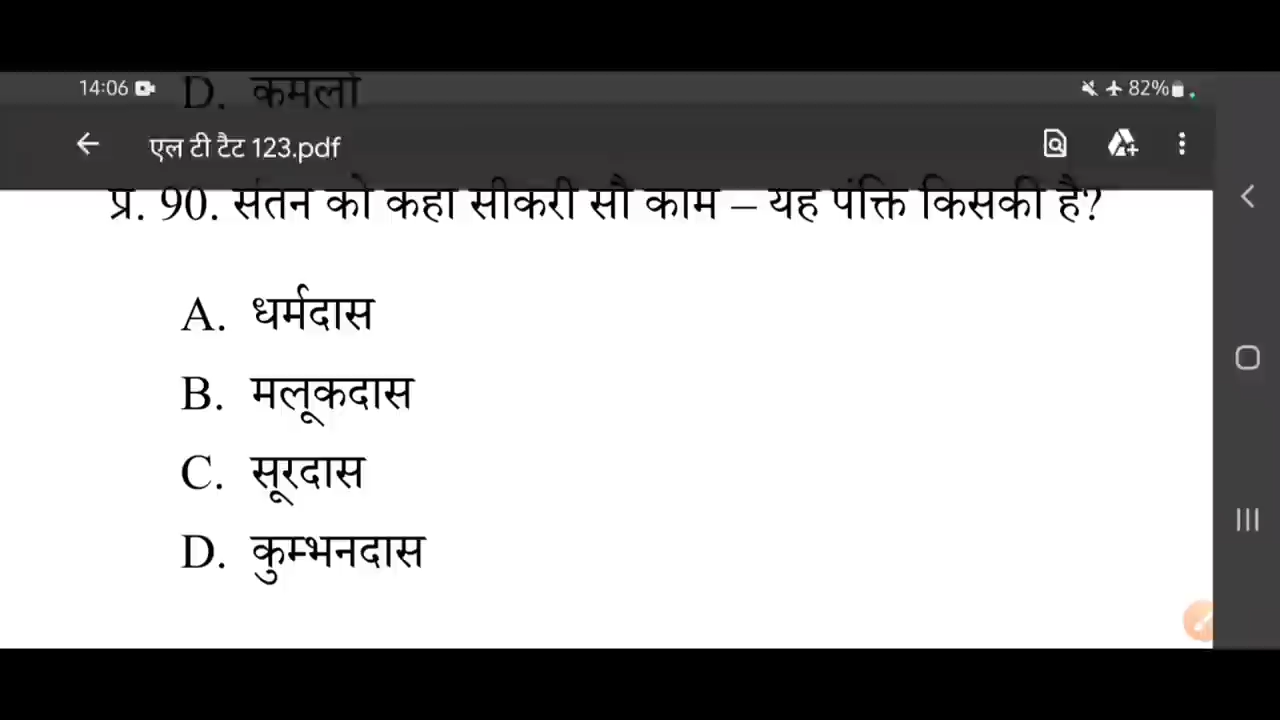 14:06 82%
D. कमलों
एल टी टैट 123.pdf
प्र. 90. संतन को कहा सीकरी सौ काम – यह पंक्ति किसकी है?
A. धर्मदास
B. मलूकदास
C. सूरदास
D. कुम्भनदास